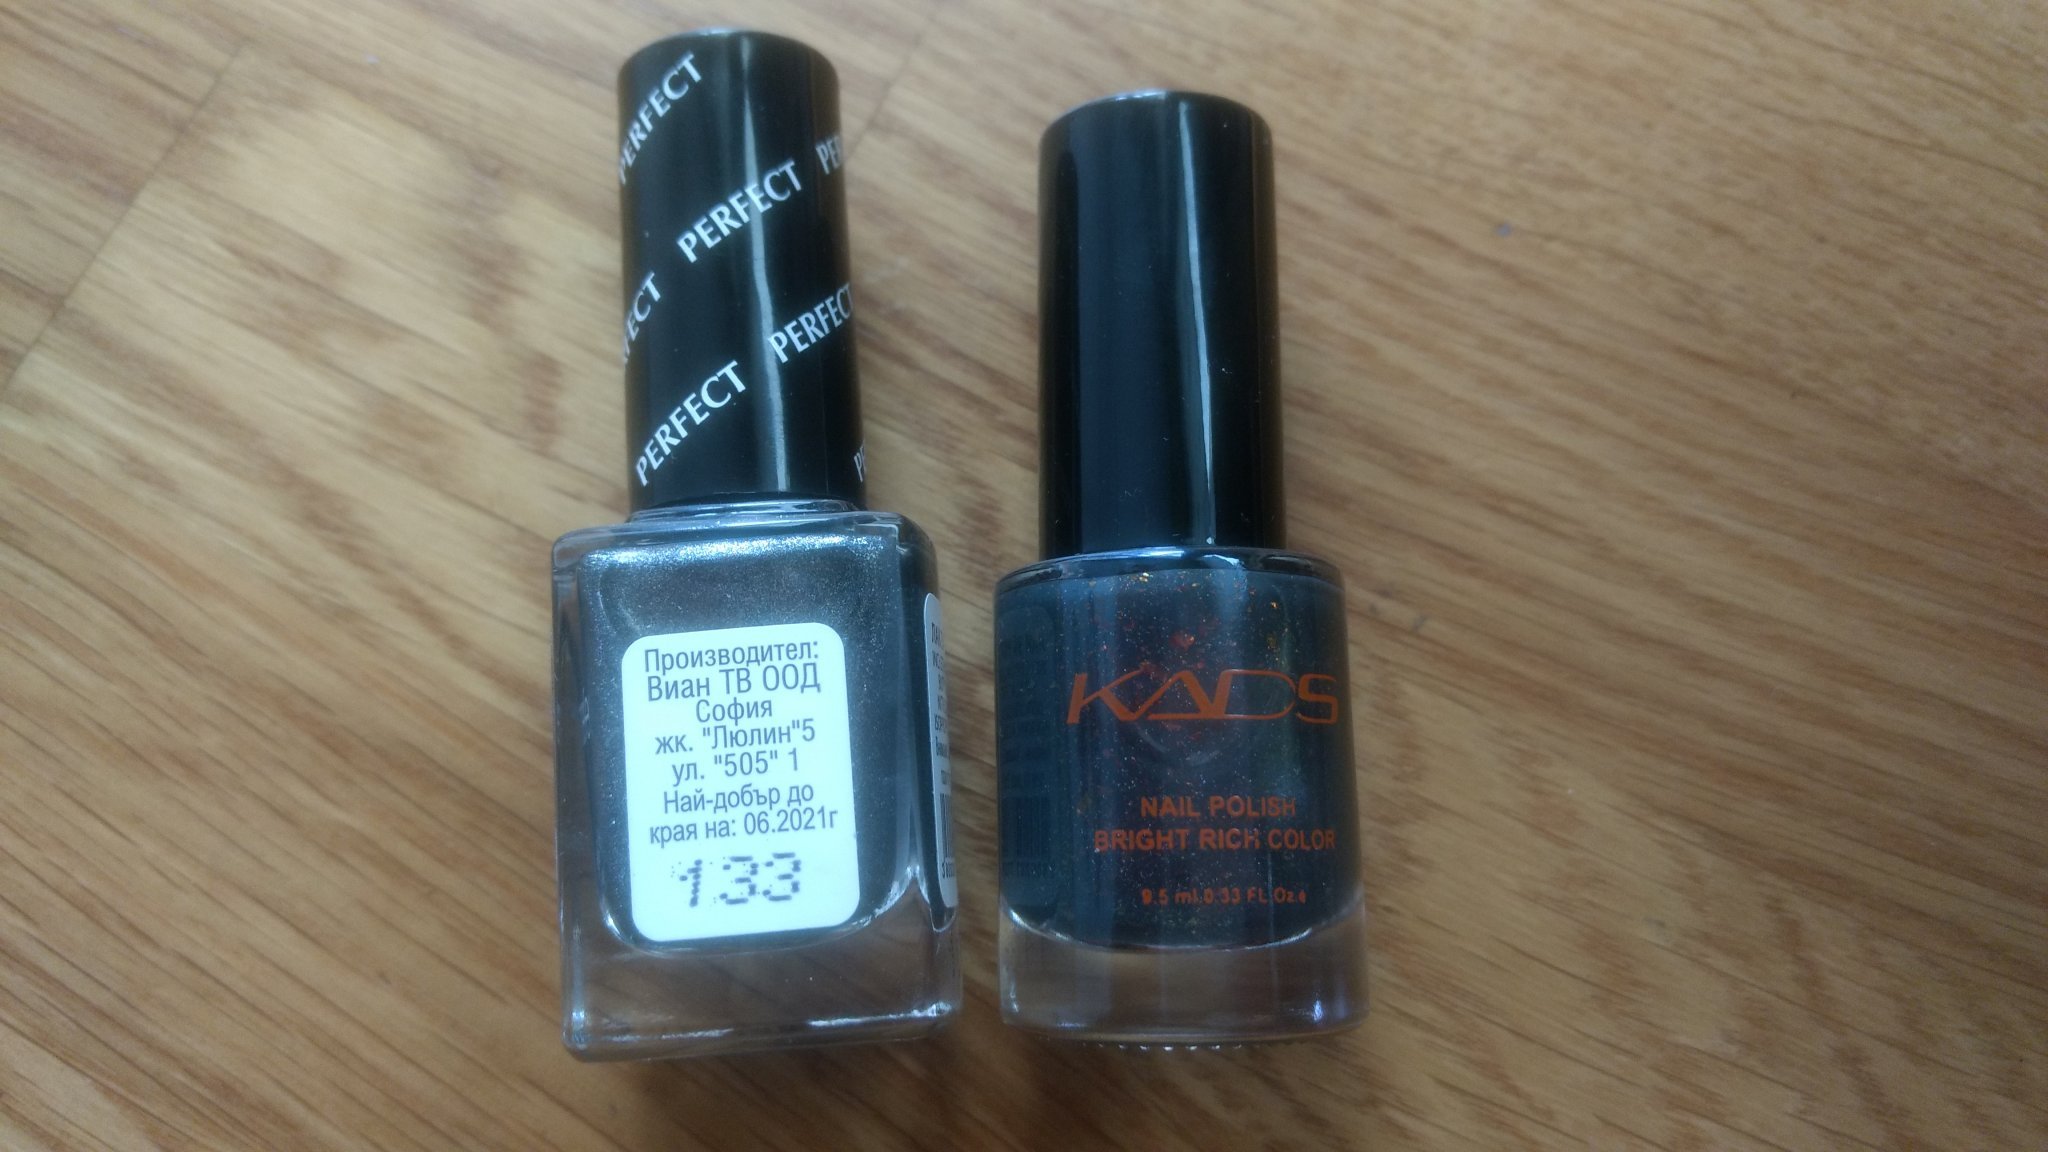 PERFECT
PERFECT
PERFECT
PERFECT
Производител:
Виан ТВ ООД
София
жк. "Люлин"5
ул. "505" 1
Най-добър до
края на: 06.2021г
133
KADS
NAIL POLISH
BRIGHT RICH COLOR
9.5 ml.0.33 FL.Oz.e